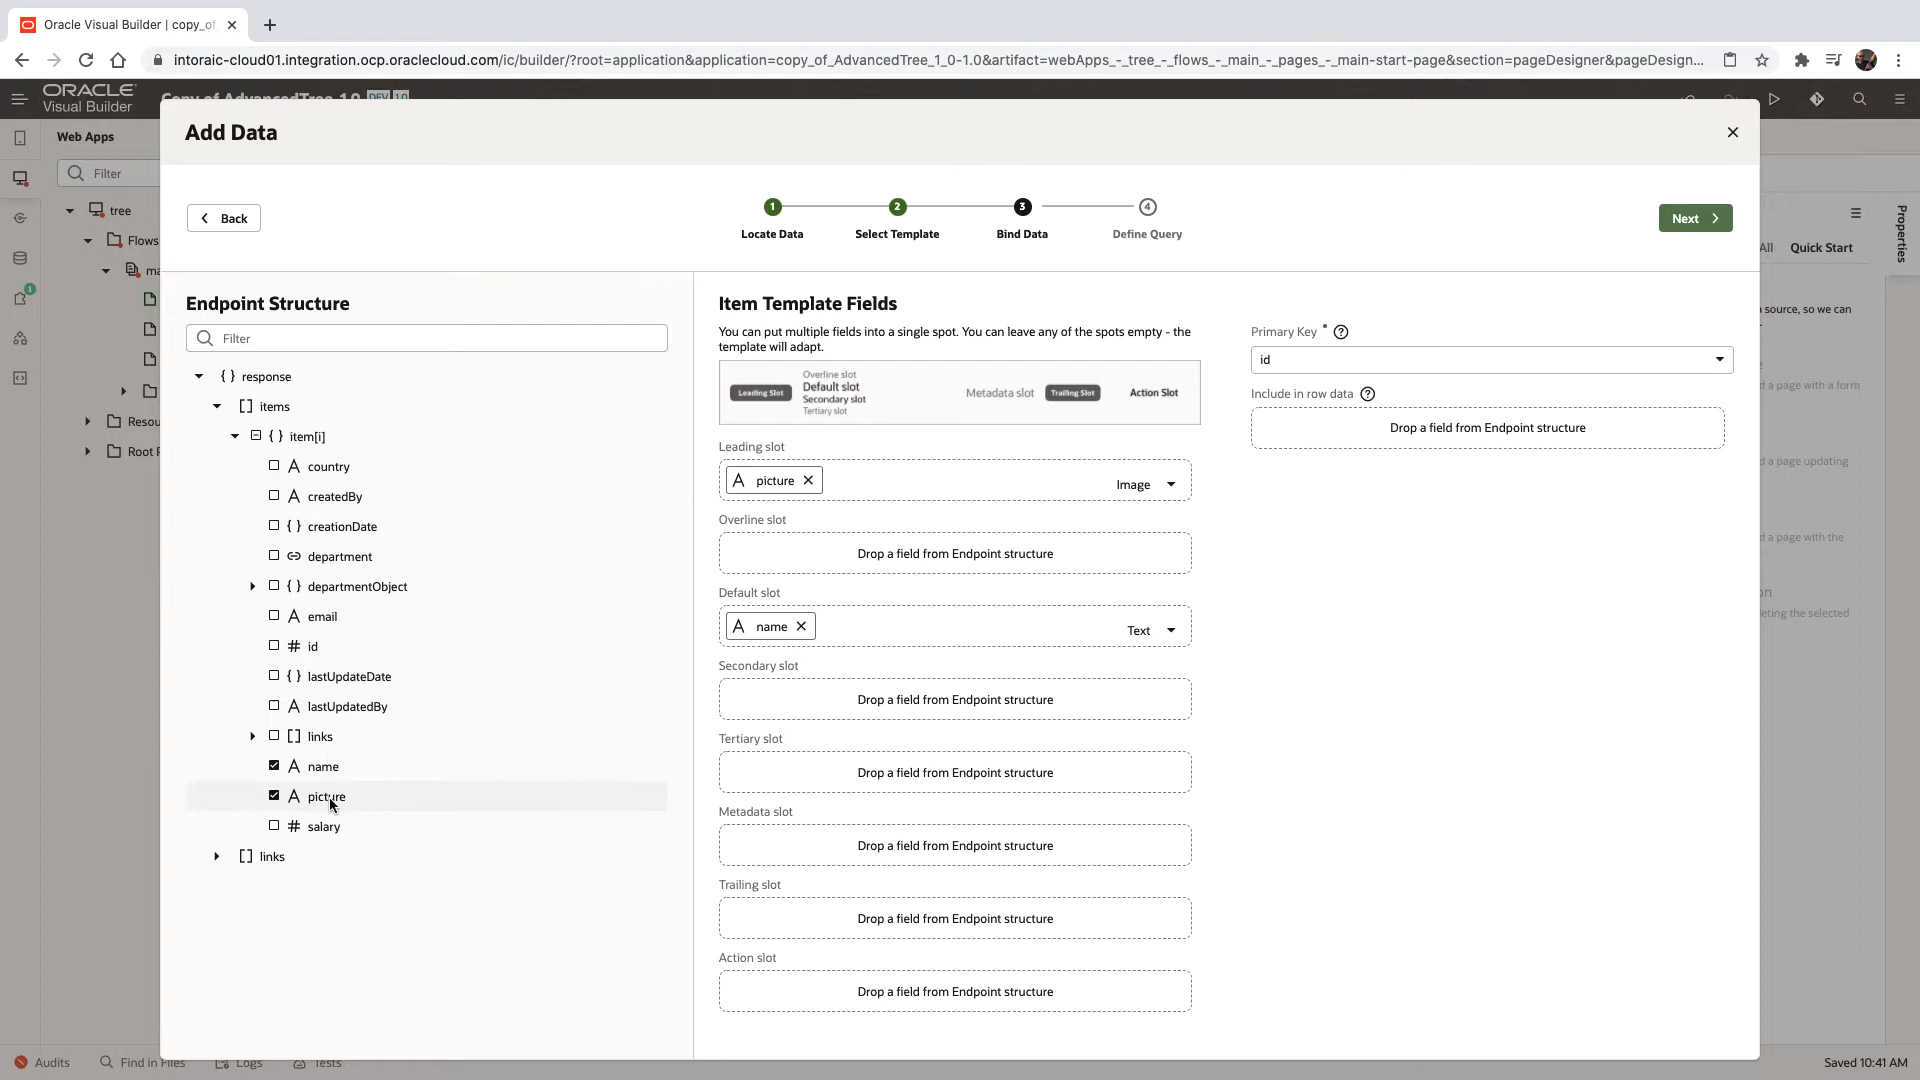 Oracle Visual Builder | copy_of
intoraic-cloud01.integration.ocp.oraclecloud.com/ic/builder/?root=application&application=copy_of_AdvancedTree_1_0-1.0&artifact=webApps_-_tree_-_flows_-_main_-_pages_-_main-start-page&section=pageDesigner&pageDesign...
ORACLE
Visual Builder
Copy of AdvancedTree 1.0 DEV 1.0
Web Apps
Filter
tree
Flows
ma
Resou
Root P
Add Data
Back
1 2 3 4
Locate Data Select Template Bind Data Define Query
Next
Endpoint Structure
Filter
{ } response
[ ] items
{ } item[i]
A country
A createdBy
{ } creationDate
department
{ } departmentObject
A email
# id
{ } lastUpdateDate
A lastUpdatedBy
[ ] links
A name
A picture
# salary
[ ] links
Item Template Fields
You can put multiple fields into a single spot. You can leave any of the spots empty - the
template will adapt.
Leading Slot
Overline slot
Default slot
Secondary slot
Tertiary slot
Metadata slot
Trailing Slot
Action Slot
Leading slot
A picture Image
Overline slot
Drop a field from Endpoint structure
Default slot
A name Text
Secondary slot
Drop a field from Endpoint structure
Tertiary slot
Drop a field from Endpoint structure
Metadata slot
Drop a field from Endpoint structure
Trailing slot
Drop a field from Endpoint structure
Action slot
Drop a field from Endpoint structure
Primary Key *
id
Include in row data
Drop a field from Endpoint structure
All Quick Start
Properties
source, so we can
d a page with a form
d a page updating
d a page with the
on
leting the selected
1
Audits Find in Files Logs Tests
Saved 10:41 AM